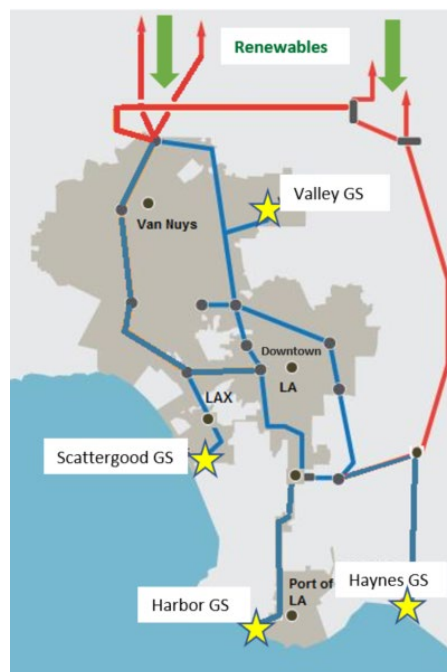 Renewables
Valley GS
Van Nuys
Downtown
LA
LAX
Scattergood GS
Port of
LA
Haynes GS
Harbor GS